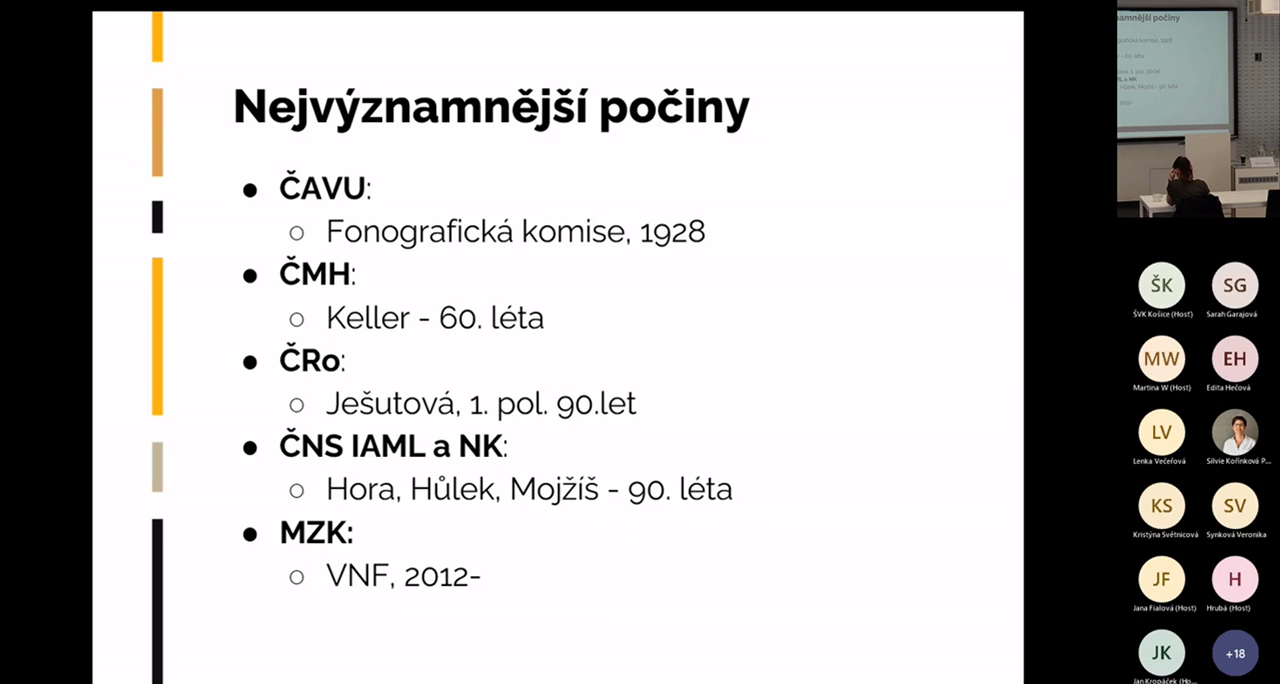 Nejvýznamnější počiny
● ČAVU:
○ Fonografická komise, 1928
● ČMH:
○ Keller - 60. léta
● ČRo:
○ Ješutová, 1. pol. 90.let
● ČNS IAML a NK:
○ Hora, Hůlek, Mojžíš - 90. léta
● MZK:
○ VNF, 2012-
ŠK SG
ŠVK Košice (Host) Sarah Garajová
MW EH
Martina W (Host) Edita Hečová
LV
Lenka Večeřová Silvie Kořínková P...
KS SV
Kristýna Světnicová Synková Veronika
JF H
Jana Fialová (Host) Hrubá (Host)
JK +18
Jan Kropáček (Ho...